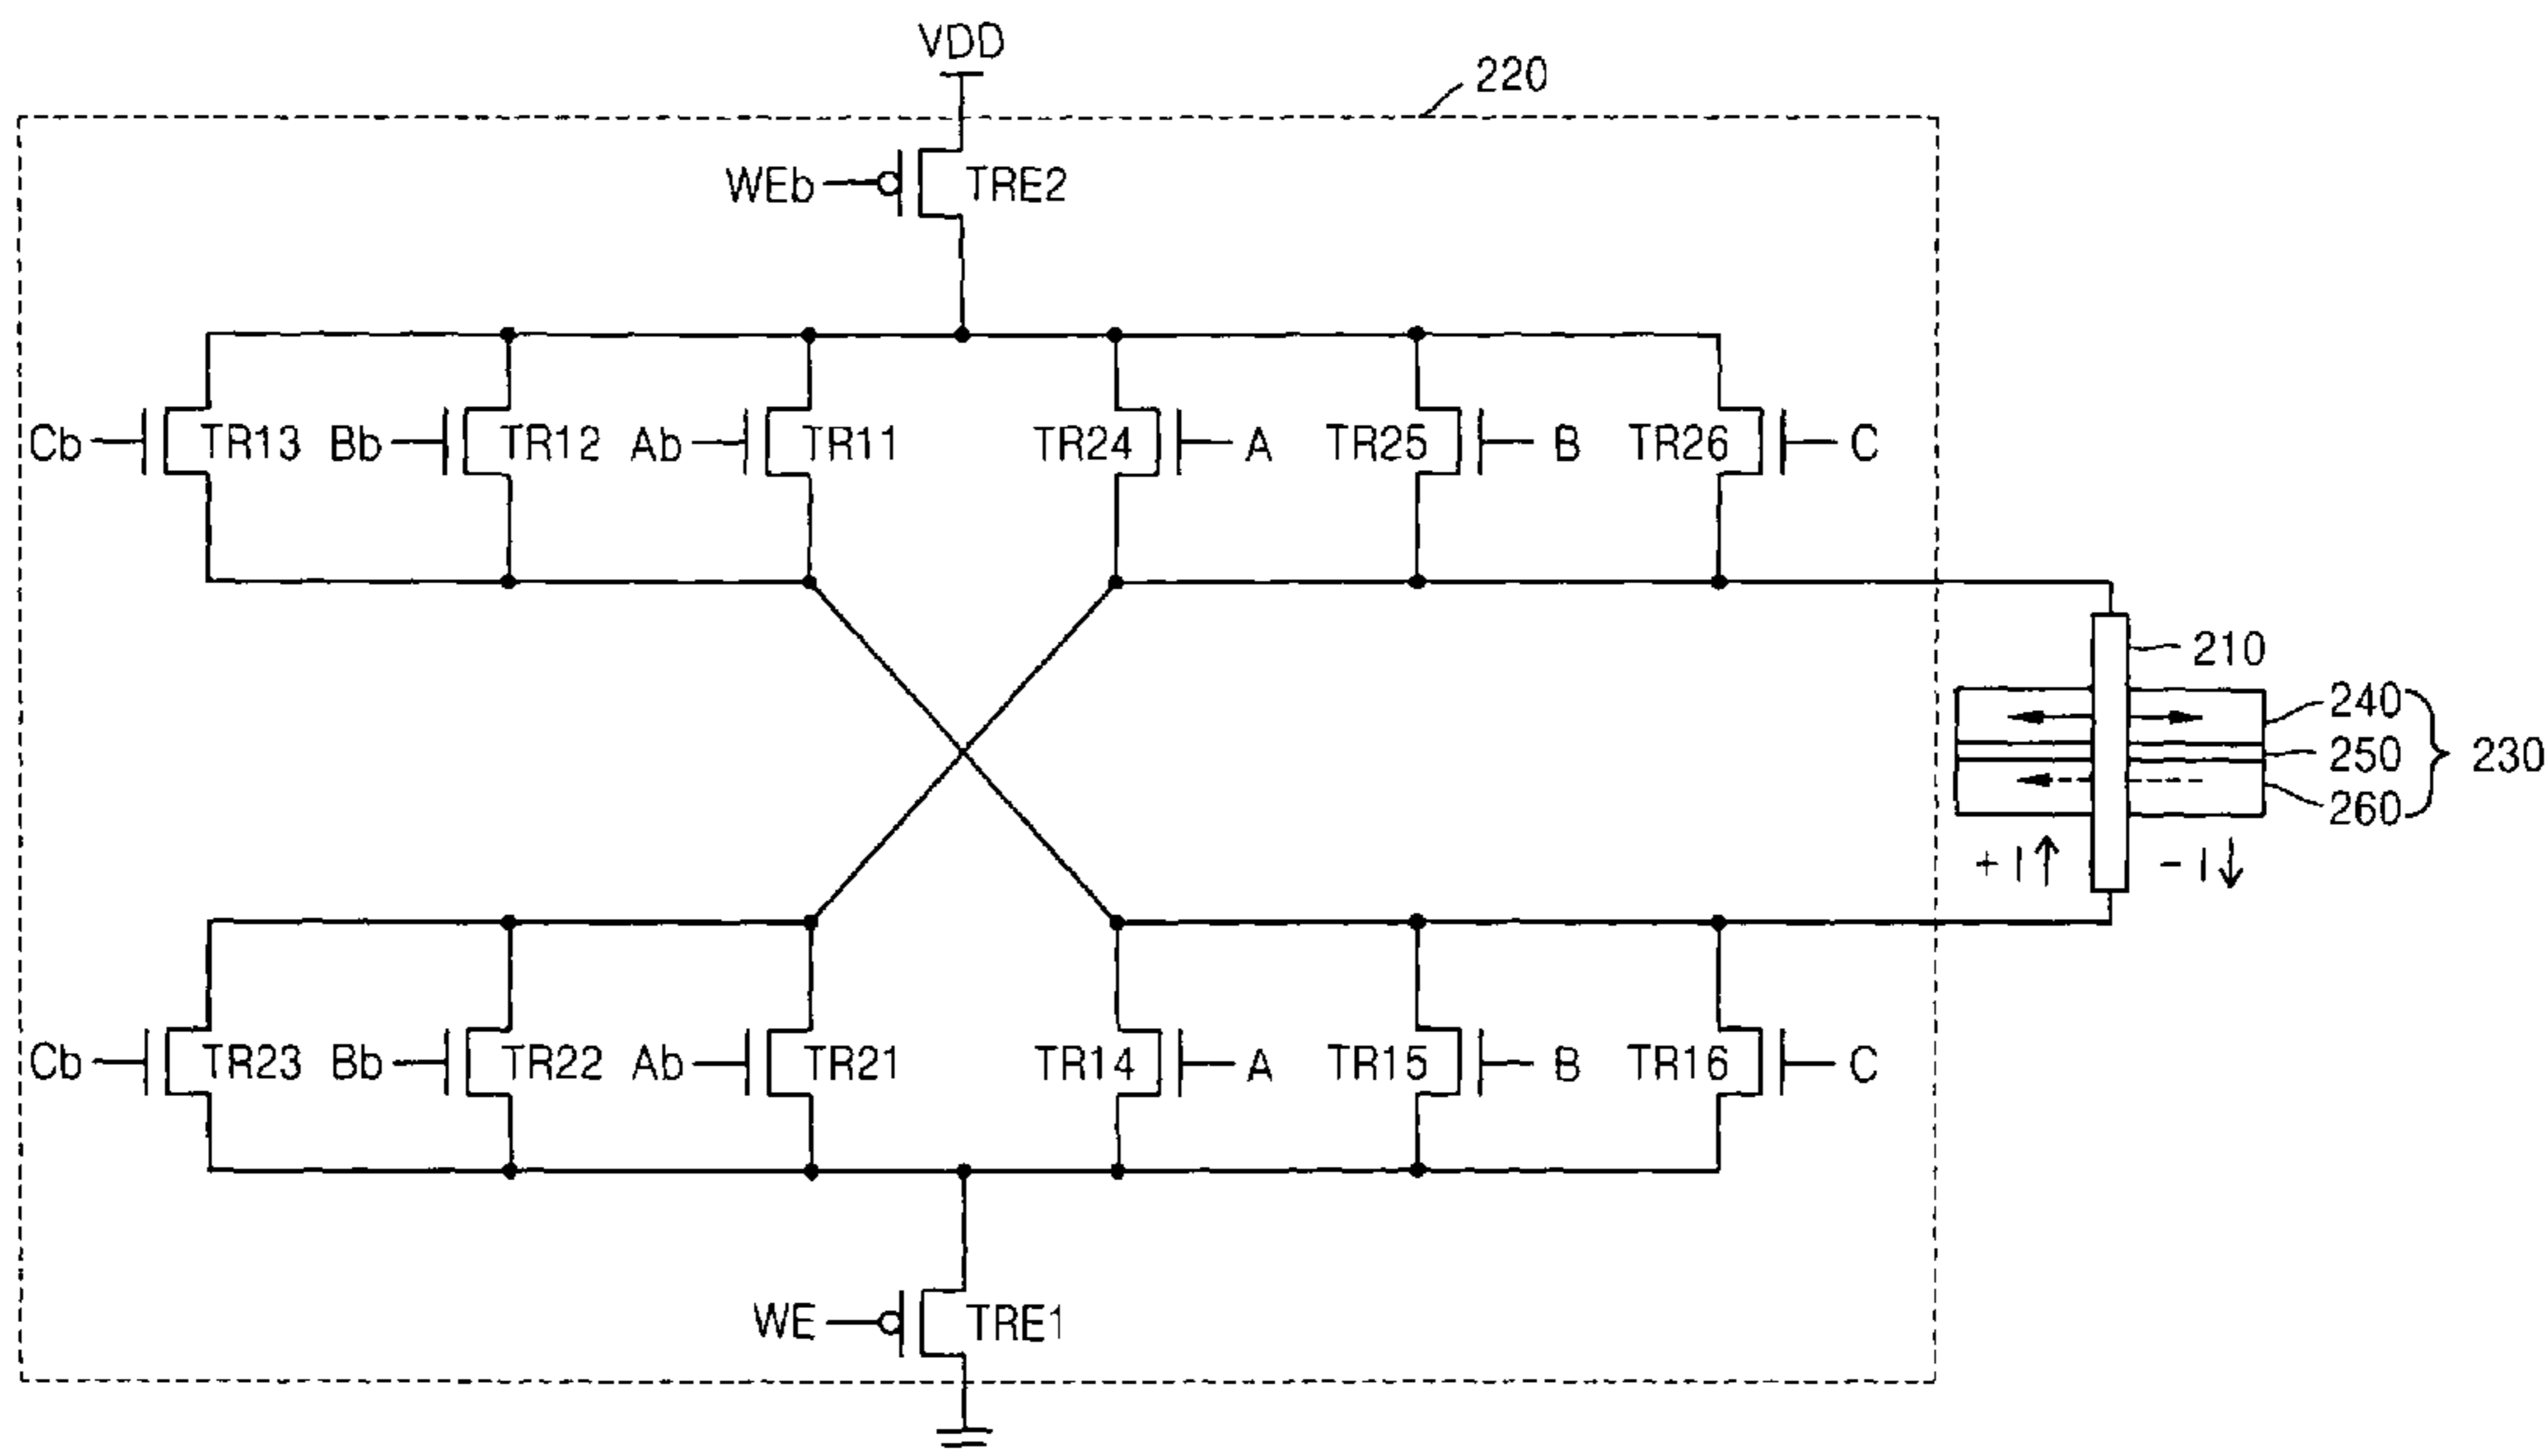 VDD
220
WEb TRE2
Cb TR13 Bb TR12 Ab TR11 TR24 A TR25 B TR26 C
210
240
250
230
260
+I↑ -I↓
Cb TR23 Bb TR22 Ab TR21 TR14 A TR15 B TR16 C
WE TRE1